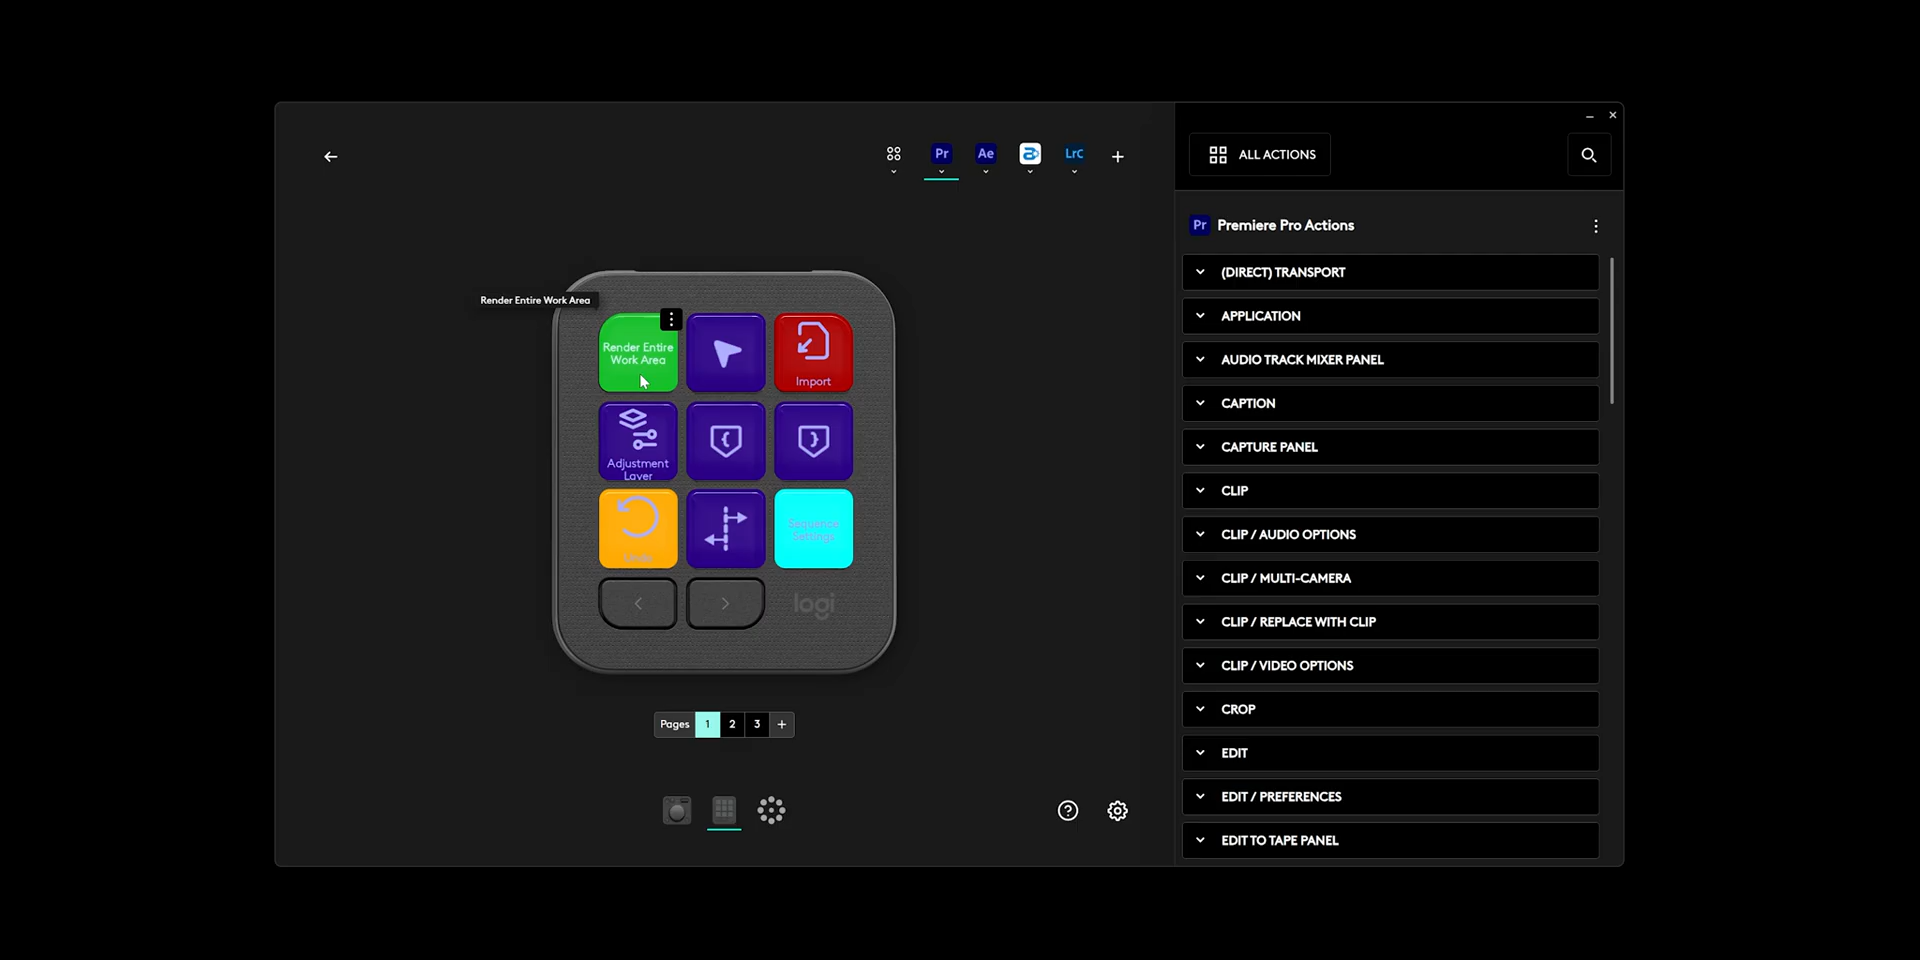 Pr
Ae
LrC
ALL ACTIONS
Pr
Premiere Pro Actions
(DIRECT) TRANSPORT
APPLICATION
AUDIO TRACK MIXER PANEL
CAPTION
CAPTURE PANEL
CLIP
CLIP / AUDIO OPTIONS
CLIP / MULTI-CAMERA
CLIP / REPLACE WITH CLIP
CLIP / VIDEO OPTIONS
CROP
EDIT
EDIT / PREFERENCES
EDIT TO TAPE PANEL
Render Entire Work Area
Render Entire
Work Area
Import
Adjustment
Layer
Undo
Sequence
Settings
logi
Pages 1 2 3 +